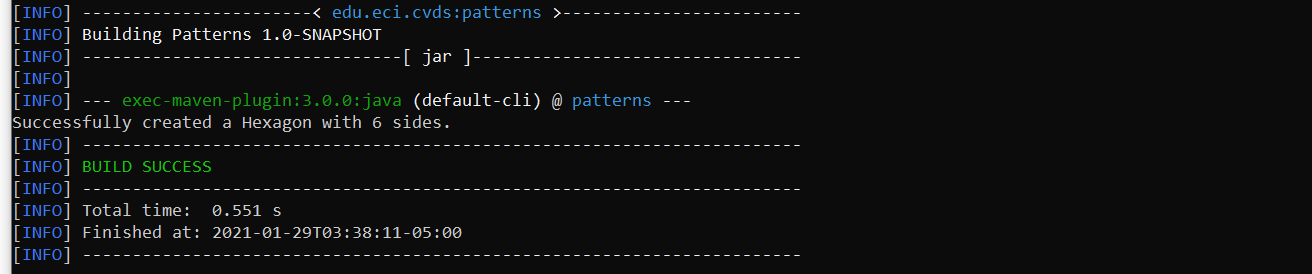 [INFO] -----------------------< edu.eci.cvds:patterns >------------------------
[INFO] Building Patterns 1.0-SNAPSHOT
[INFO] --------------------------------[ jar ]---------------------------------
[INFO]
[INFO] --- exec-maven-plugin:3.0.0:java (default-cli) @ patterns ---
Successfully created a Hexagon with 6 sides.
[INFO] ------------------------------------------------------------------------
[INFO] BUILD SUCCESS
[INFO] ------------------------------------------------------------------------
[INFO] Total time:  0.551 s
[INFO] Finished at: 2021-01-29T03:38:11-05:00
[INFO] ------------------------------------------------------------------------